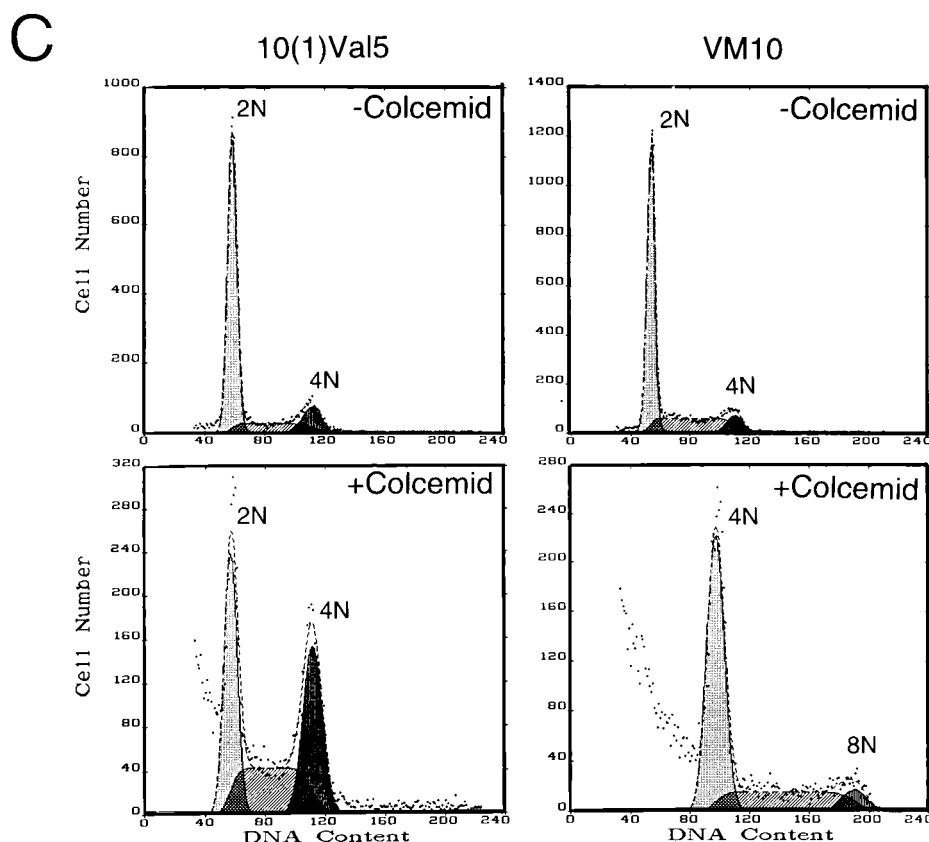 C
10(1)Val5
VM10
1000
800
600
400
200
0
Cell Number
2N
-Colcemid
4N
0 40 80 120 160 200 240
1400
1200
1000
800
600
400
200
0
2N
-Colcemid
4N
0 40 80 120 160 200 240
320
280
240
200
160
120
80
40
0
Cell Number
+Colcemid
2N
4N
0 40 80 120 160 200 240
DNA Content
280
240
200
160
120
80
40
0
+Colcemid
4N
8N
0 40 80 120 160 200 240
DNA Content